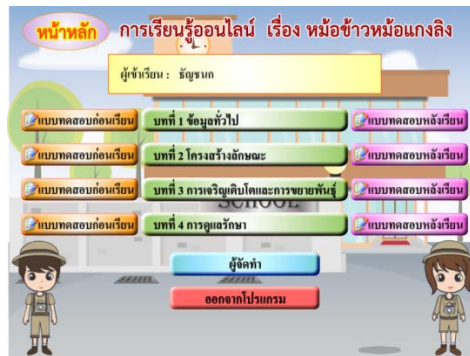 หน้าหลัก
การเรียนรู้ออนไลน์ เรื่อง หม้อข้าวหม้อแกงลิง
ผู้เข้าเรียน : ธัญชนก
แบบทดสอบก่อนเรียน บทที่ 1 ข้อมูลทั่วไป แบบทดสอบหลังเรียน
แบบทดสอบก่อนเรียน บทที่ 2 โครงสร้างลักษณะ แบบทดสอบหลังเรียน
แบบทดสอบก่อนเรียน บทที่ 3 การเจริญเติบโตและการขยายพันธุ์ แบบทดสอบหลังเรียน
SCHOOL
แบบทดสอบก่อนเรียน บทที่ 4 การดูแลรักษา แบบทดสอบหลังเรียน
ผู้จัดทำ
ออกจากโปรแกรม